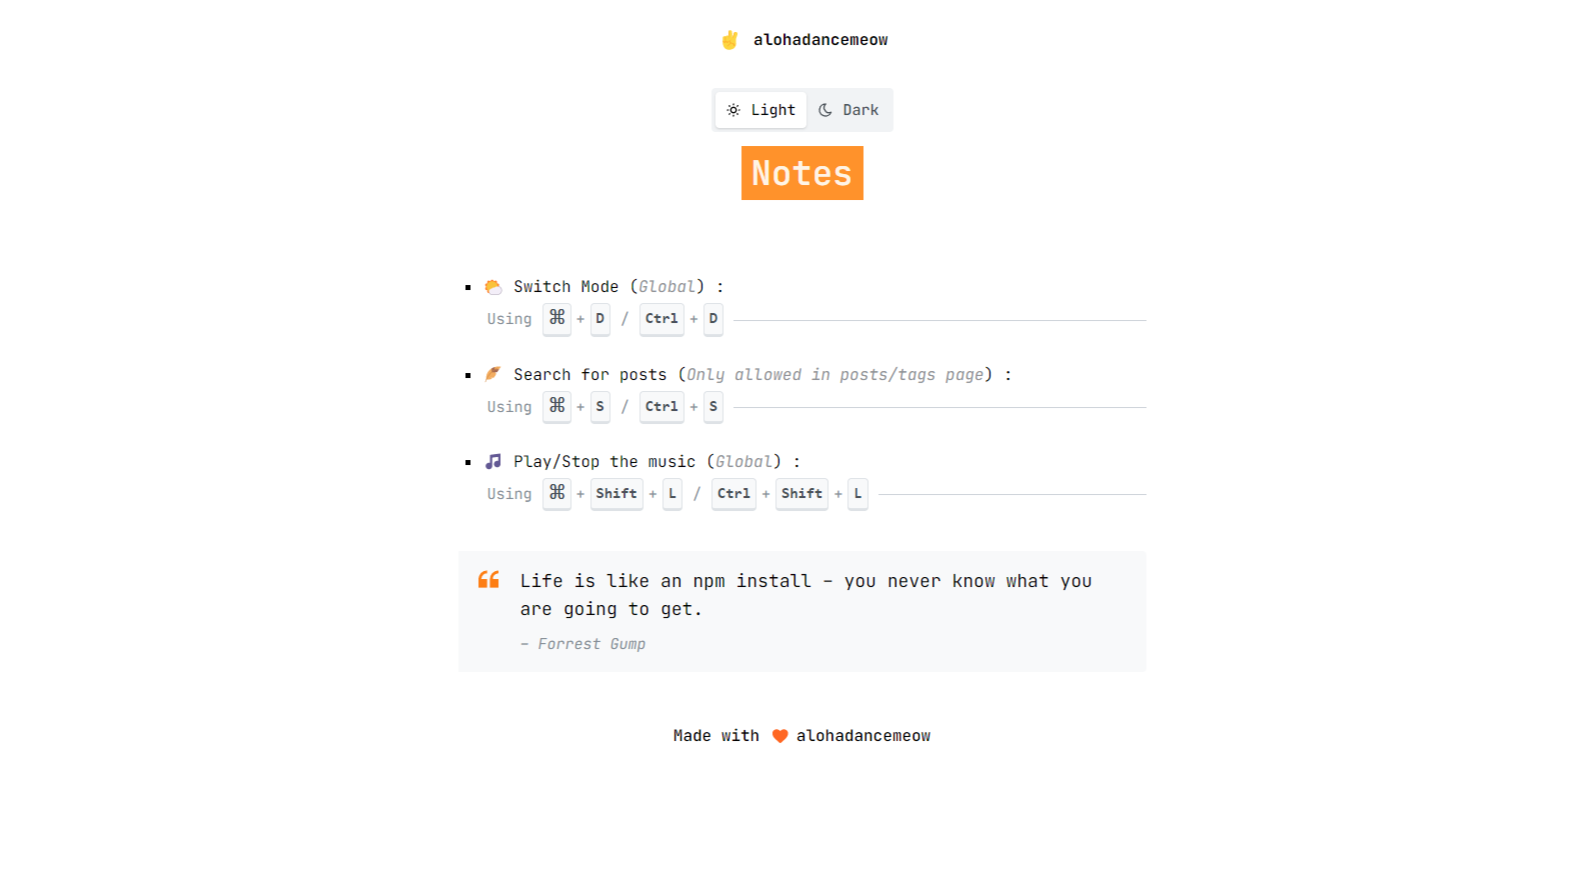 ✌️ alohadancemeow
Light Dark
Notes
🌤️ Switch Mode (Global) :
Using ⌘ + D / Ctrl + D
🪶 Search for posts (Only allowed in posts/tags page) :
Using ⌘ + S / Ctrl + S
🎵 Play/Stop the music (Global) :
Using ⌘ + Shift + L / Ctrl + Shift + L
Life is like an npm install – you never know what you
are going to get.
– Forrest Gump
Made with 🧡 alohadancemeow